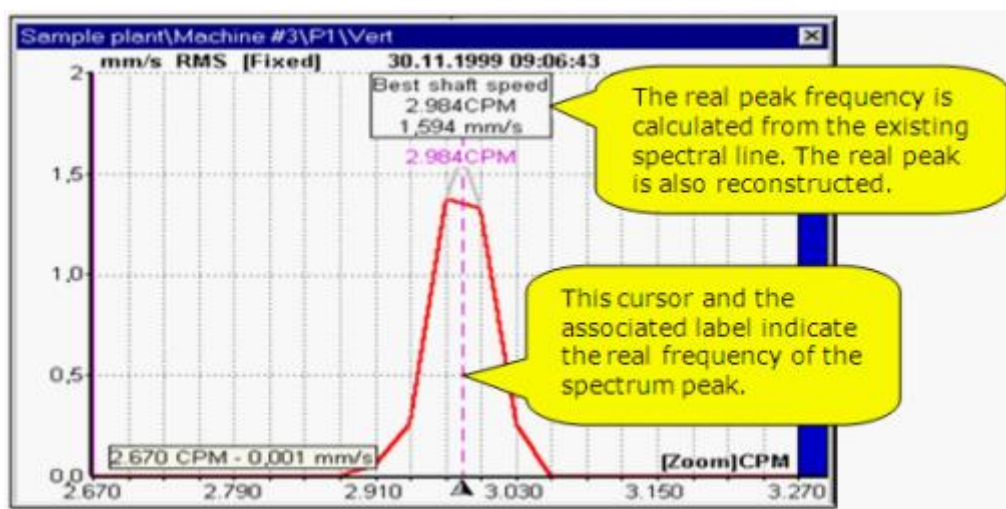 Sample plant\Machine #3\P1\Vert
mm/s RMS [Fixed] 30.11.1999 09:06:43
2
Best shaft speed
2.984CPM
1,594 mm/s
2.984CPM
The real peak frequency is
calculated from the existing
spectral line. The real peak
is also reconstructed.
1,5
1,0
This cursor and the
associated label indicate
the real frequency of the
spectrum peak.
0,5
2.670 CPM - 0,001 mm/s
[Zoom]CPM
0,0
2.670 2.790 2.910 3.030 3.150 3.270